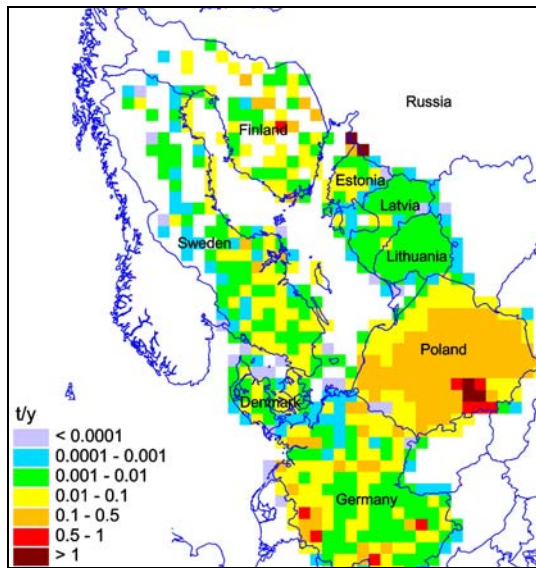 Russia
Finland
Estonia
Latvia
Sweden
Lithuania
Poland
Denmark
t/y
< 0.0001
0.0001 - 0.001
0.001 - 0.01
0.01 - 0.1
0.1 - 0.5
0.5 - 1
> 1
Germany